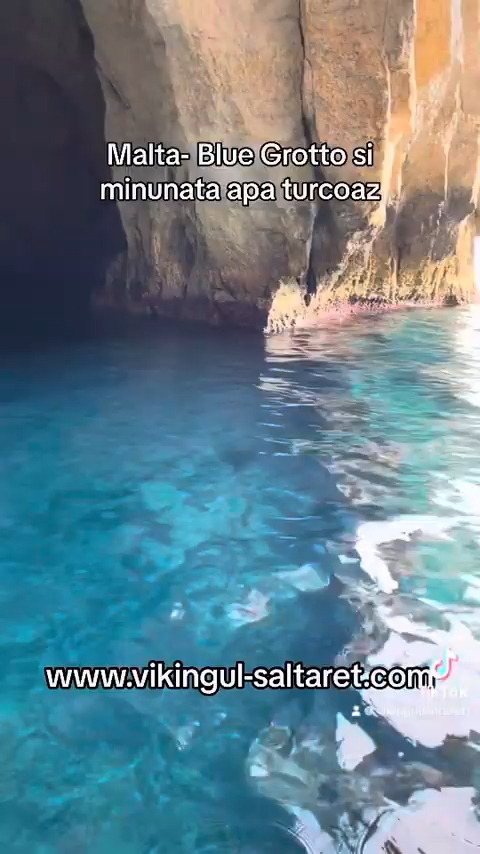 Malta- Blue Grotto si
minunata apa turcoaz
www.vikingul-saltaret.com
TikTok